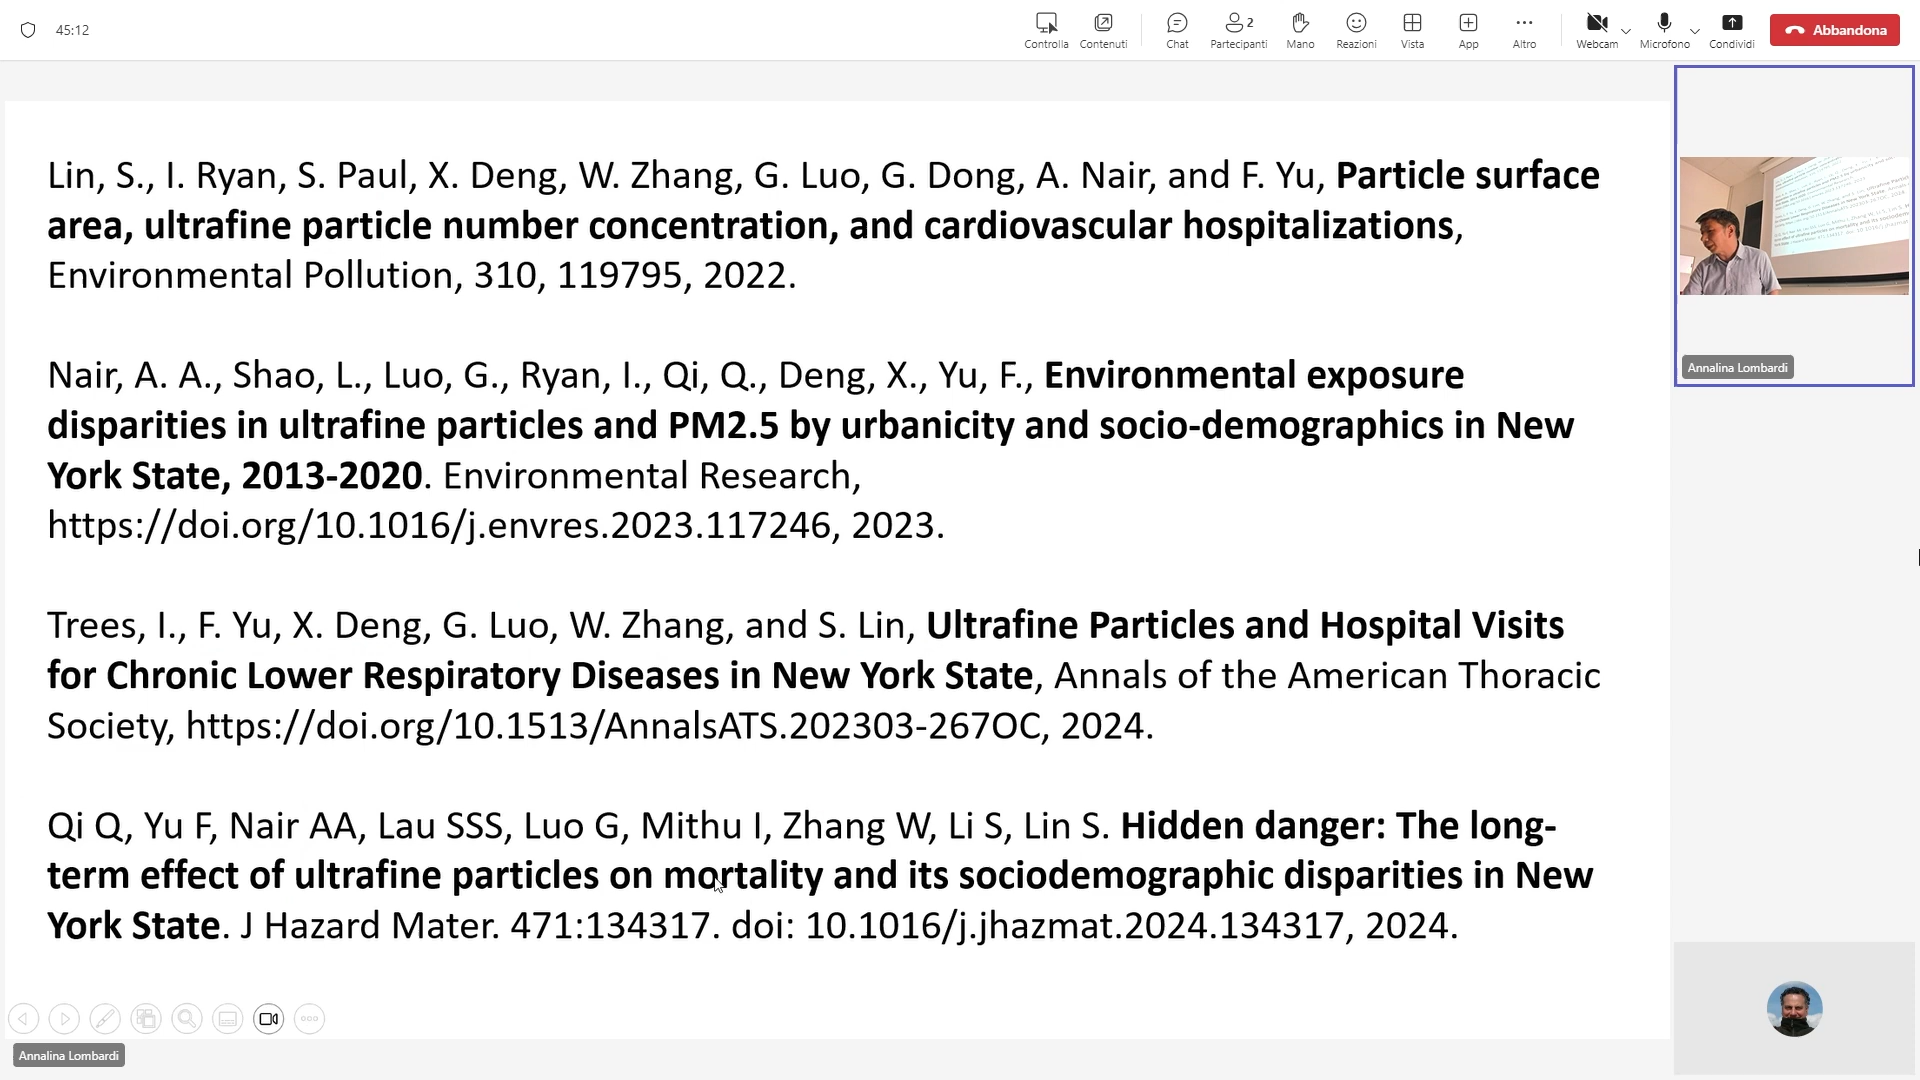 45:12
Controlla
Contenuti
Chat
2
Partecipanti
Mano
Reazioni
Vista
App
Altro
Webcam
Microfono
Condividi
Abbandona
Lin, S., I. Ryan, S. Paul, X. Deng, W. Zhang, G. Luo, G. Dong, A. Nair, and F. Yu, Particle surface
area, ultrafine particle number concentration, and cardiovascular hospitalizations,
Environmental Pollution, 310, 119795, 2022.
Nair, A. A., Shao, L., Luo, G., Ryan, I., Qi, Q., Deng, X., Yu, F., Environmental exposure
disparities in ultrafine particles and PM2.5 by urbanicity and socio-demographics in New
York State, 2013-2020. Environmental Research,
https://doi.org/10.1016/j.envres.2023.117246, 2023.
Trees, I., F. Yu, X. Deng, G. Luo, W. Zhang, and S. Lin, Ultrafine Particles and Hospital Visits
for Chronic Lower Respiratory Diseases in New York State, Annals of the American Thoracic
Society, https://doi.org/10.1513/AnnalsATS.202303-267OC, 2024.
Qi Q, Yu F, Nair AA, Lau SSS, Luo G, Mithu I, Zhang W, Li S, Lin S. Hidden danger: The long-
term effect of ultrafine particles on mortality and its sociodemographic disparities in New
York State. J Hazard Mater. 471:134317. doi: 10.1016/j.jhazmat.2024.134317, 2024.
Annalina Lombardi
Annalina Lombardi